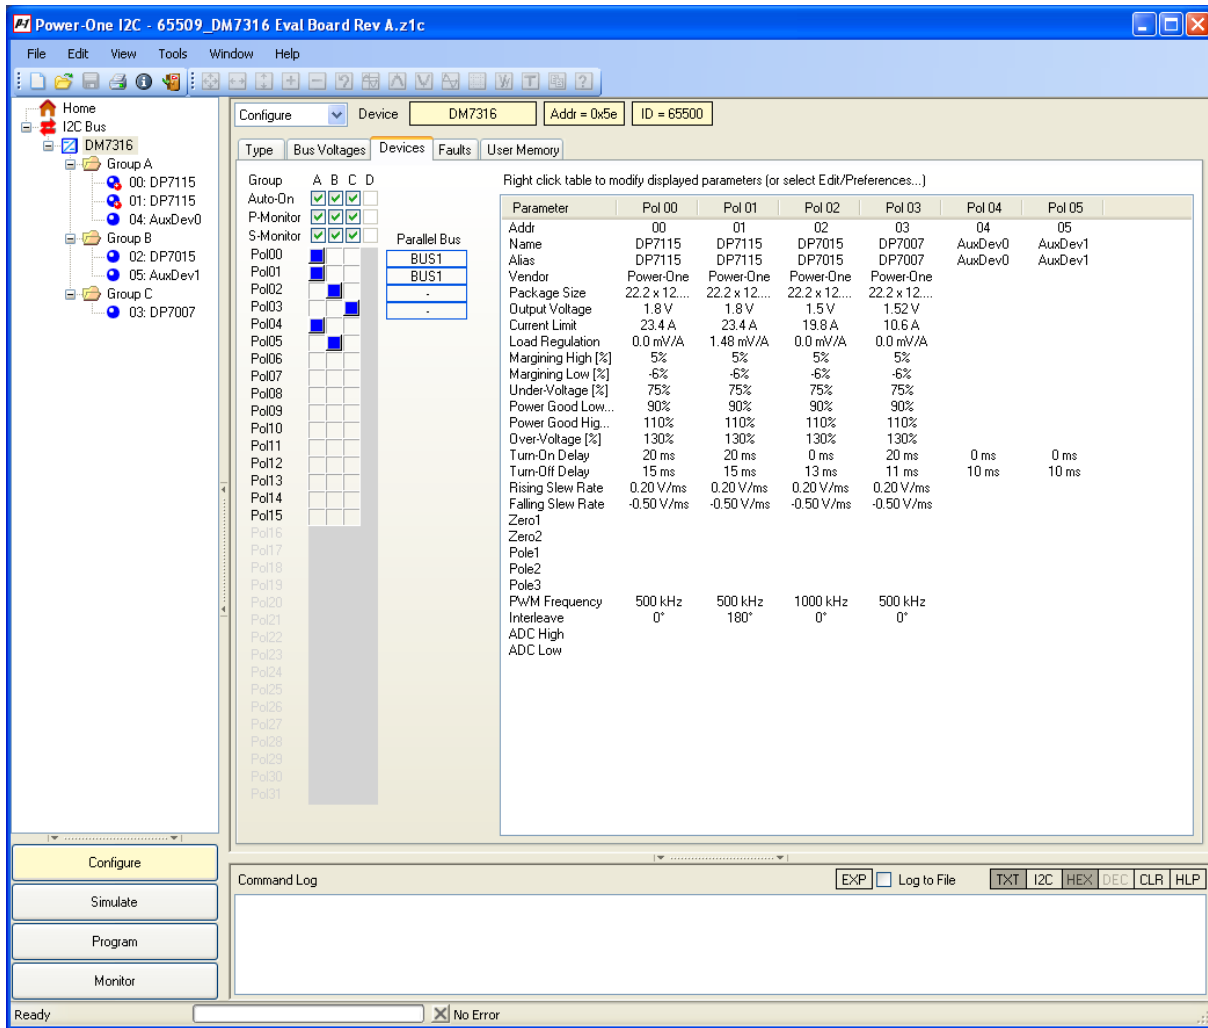 Power-One I2C - 65509_DM7316 Eval Board Rev A.z1c
File Edit View Tools Window Help
Home
I2C Bus
DM7316
Group A
00: DP7115
01: DP7115
04: AuxDev0
Group B
02: DP7015
05: AuxDev1
Group C
03: DP7007
Configure
Simulate
Program
Monitor
Configure Device DM7316 Addr = 0x5e ID = 65500
Type Bus Voltages Devices Faults User Memory
Group A B C D
Auto-On
P-Monitor
S-Monitor
Parallel Bus
Pol00 BUS1
Pol01 BUS1
Pol02 -
Pol03 -
Pol04
Pol05
Pol06
Pol07
Pol08
Pol09
Pol10
Pol11
Pol12
Pol13
Pol14
Pol15
Pol16
Pol17
Pol18
Pol19
Pol20
Pol21
Pol22
Pol23
Pol24
Pol25
Pol26
Pol27
Pol28
Pol29
Pol30
Pol31
Right click table to modify displayed parameters (or select Edit/Preferences...)
Parameter Pol 00 Pol 01 Pol 02 Pol 03 Pol 04 Pol 05
Addr 00 01 02 03 04 05
Name DP7115 DP7115 DP7015 DP7007 AuxDev0 AuxDev1
Alias DP7115 DP7115 DP7015 DP7007 AuxDev0 AuxDev1
Vendor Power-One Power-One Power-One Power-One
Package Size 22.2 x 12.... 22.2 x 12.... 22.2 x 12.... 22.2 x 12....
Output Voltage 1.8 V 1.8 V 1.5 V 1.52 V
Current Limit 23.4 A 23.4 A 19.8 A 10.6 A
Load Regulation 0.0 mV/A 1.48 mV/A 0.0 mV/A 0.0 mV/A
Margining High [%] 5% 5% 5% 5%
Margining Low [%] -6% -6% -6% -6%
Under-Voltage [%] 75% 75% 75% 75%
Power Good Low... 90% 90% 90% 90%
Power Good Hig... 110% 110% 110% 110%
Over-Voltage [%] 130% 130% 130% 130%
Turn-On Delay 20 ms 20 ms 0 ms 20 ms 0 ms 0 ms
Turn-Off Delay 15 ms 15 ms 13 ms 11 ms 10 ms 10 ms
Rising Slew Rate 0.20 V/ms 0.20 V/ms 0.20 V/ms 0.20 V/ms
Falling Slew Rate -0.50 V/ms -0.50 V/ms -0.50 V/ms -0.50 V/ms
Zero1
Zero2
Pole1
Pole2
Pole3
PWM Frequency 500 kHz 500 kHz 1000 kHz 500 kHz
Interleave 0° 180° 0° 0°
ADC High
ADC Low
Command Log EXP Log to File TXT I2C HEX DEC CLR HLP
Ready No Error